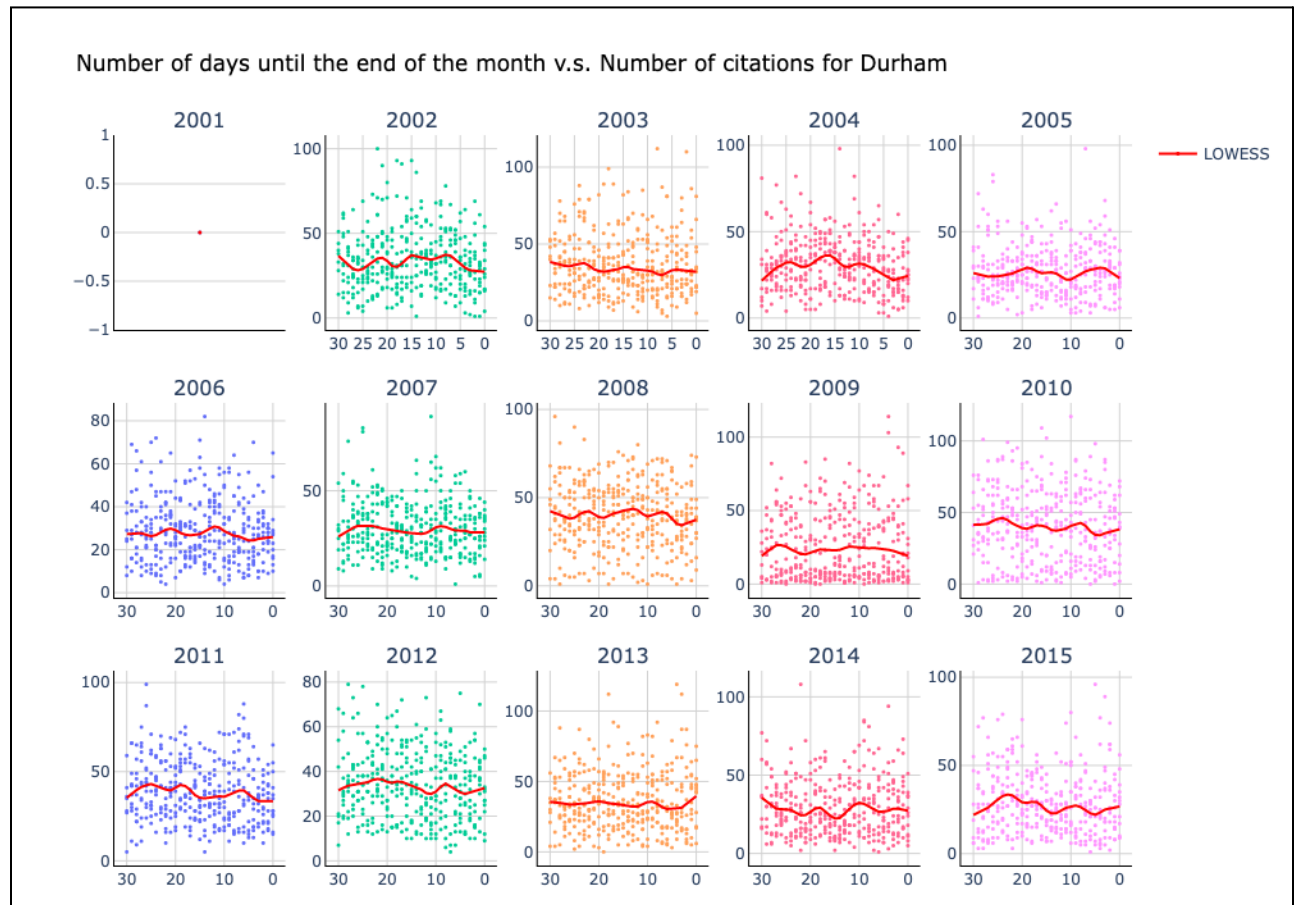 Number of days until the end of the month v.s. Number of citations for Durham
2001 2002 2003 2004 2005
LOWESS
1 0.5 0 −0.5 −1
100 50 0
100 50 0
100 50 0
100 50 0
30 25 20 15 10 5 0 30 25 20 15 10 5 0 30 25 20 15 10 5 0 30 20 10 0
2006 2007 2008 2009 2010
80 60 40 20 0
50 0
100 50 0
100 50 0
100 50 0
30 20 10 0 30 20 10 0 30 20 10 0 30 20 10 0 30 20 10 0
2011 2012 2013 2014 2015
100 50 0
80 60 40 20 0
100 50 0
100 50 0
100 50 0
30 20 10 0 30 20 10 0 30 20 10 0 30 20 10 0 30 20 10 0